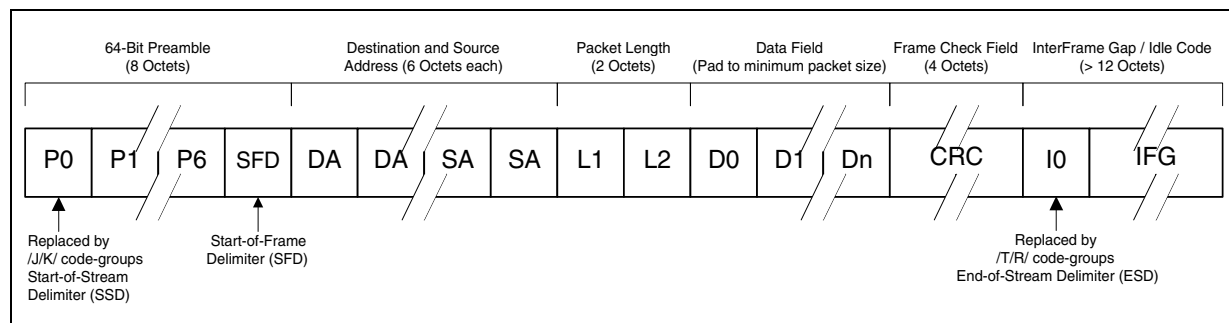 64-Bit Preamble
(8 Octets)
Destination and Source
Address (6 Octets each)
Packet Length
(2 Octets)
Data Field
(Pad to minimum packet size)
Frame Check Field
(4 Octets)
InterFrame Gap / Idle Code
(> 12 Octets)
P0 P1 P6 SFD DA DA SA SA L1 L2 D0 D1 Dn CRC I0 IFG
Replaced by
/J/K/ code-groups
Start-of-Stream
Delimiter (SSD)
Start-of-Frame
Delimiter (SFD)
Replaced by
/T/R/ code-groups
End-of-Stream Delimiter (ESD)